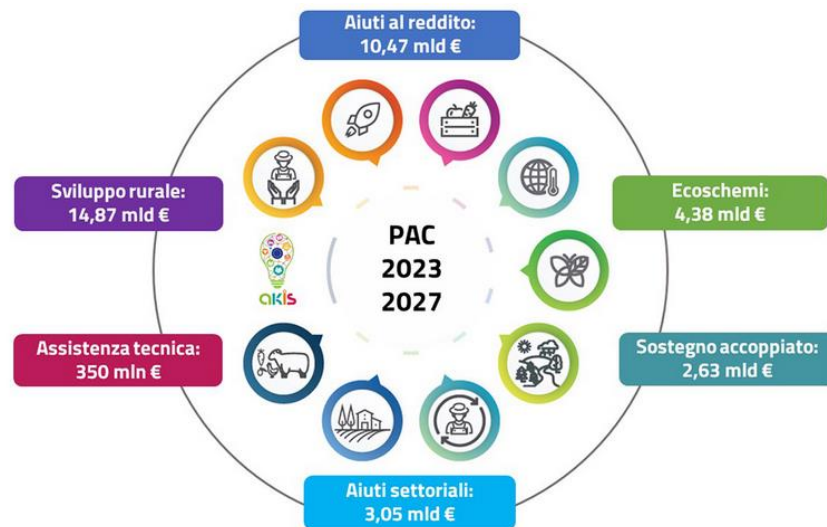 Aiuti al reddito:
10,47 mld €
Sviluppo rurale:
14,87 mld €
Ecoschemi:
4,38 mld €
PAC
2023
2027
akis
Assistenza tecnica:
350 mln €
Sostegno accoppiato:
2,63 mld €
Aiuti settoriali:
3,05 mld €